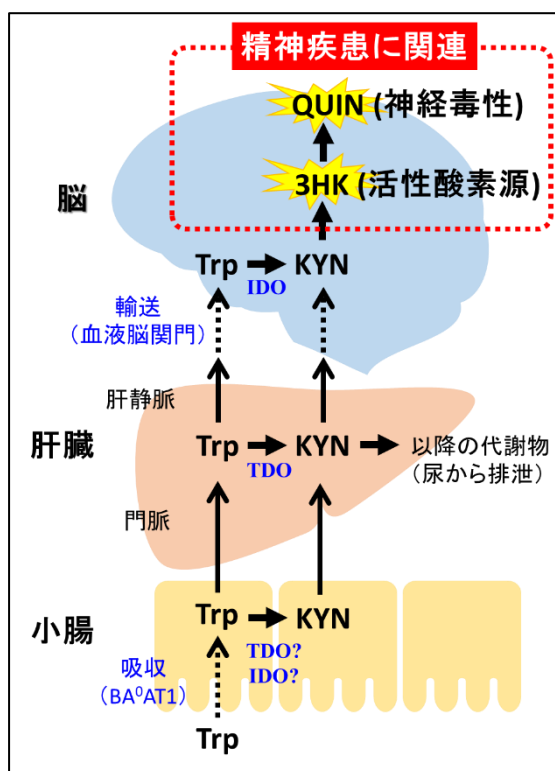 精神疾患に関連
QUIN (神経毒性)
3HK (活性酸素源)
脳
Trp KYN
IDO
輸送
(血液脳関門)
肝静脈
肝臓
Trp KYN 以降の代謝物
TDO (尿から排泄)
門脈
小腸
Trp KYN
TDO?
IDO?
吸収
(BA⁰AT1)
Trp